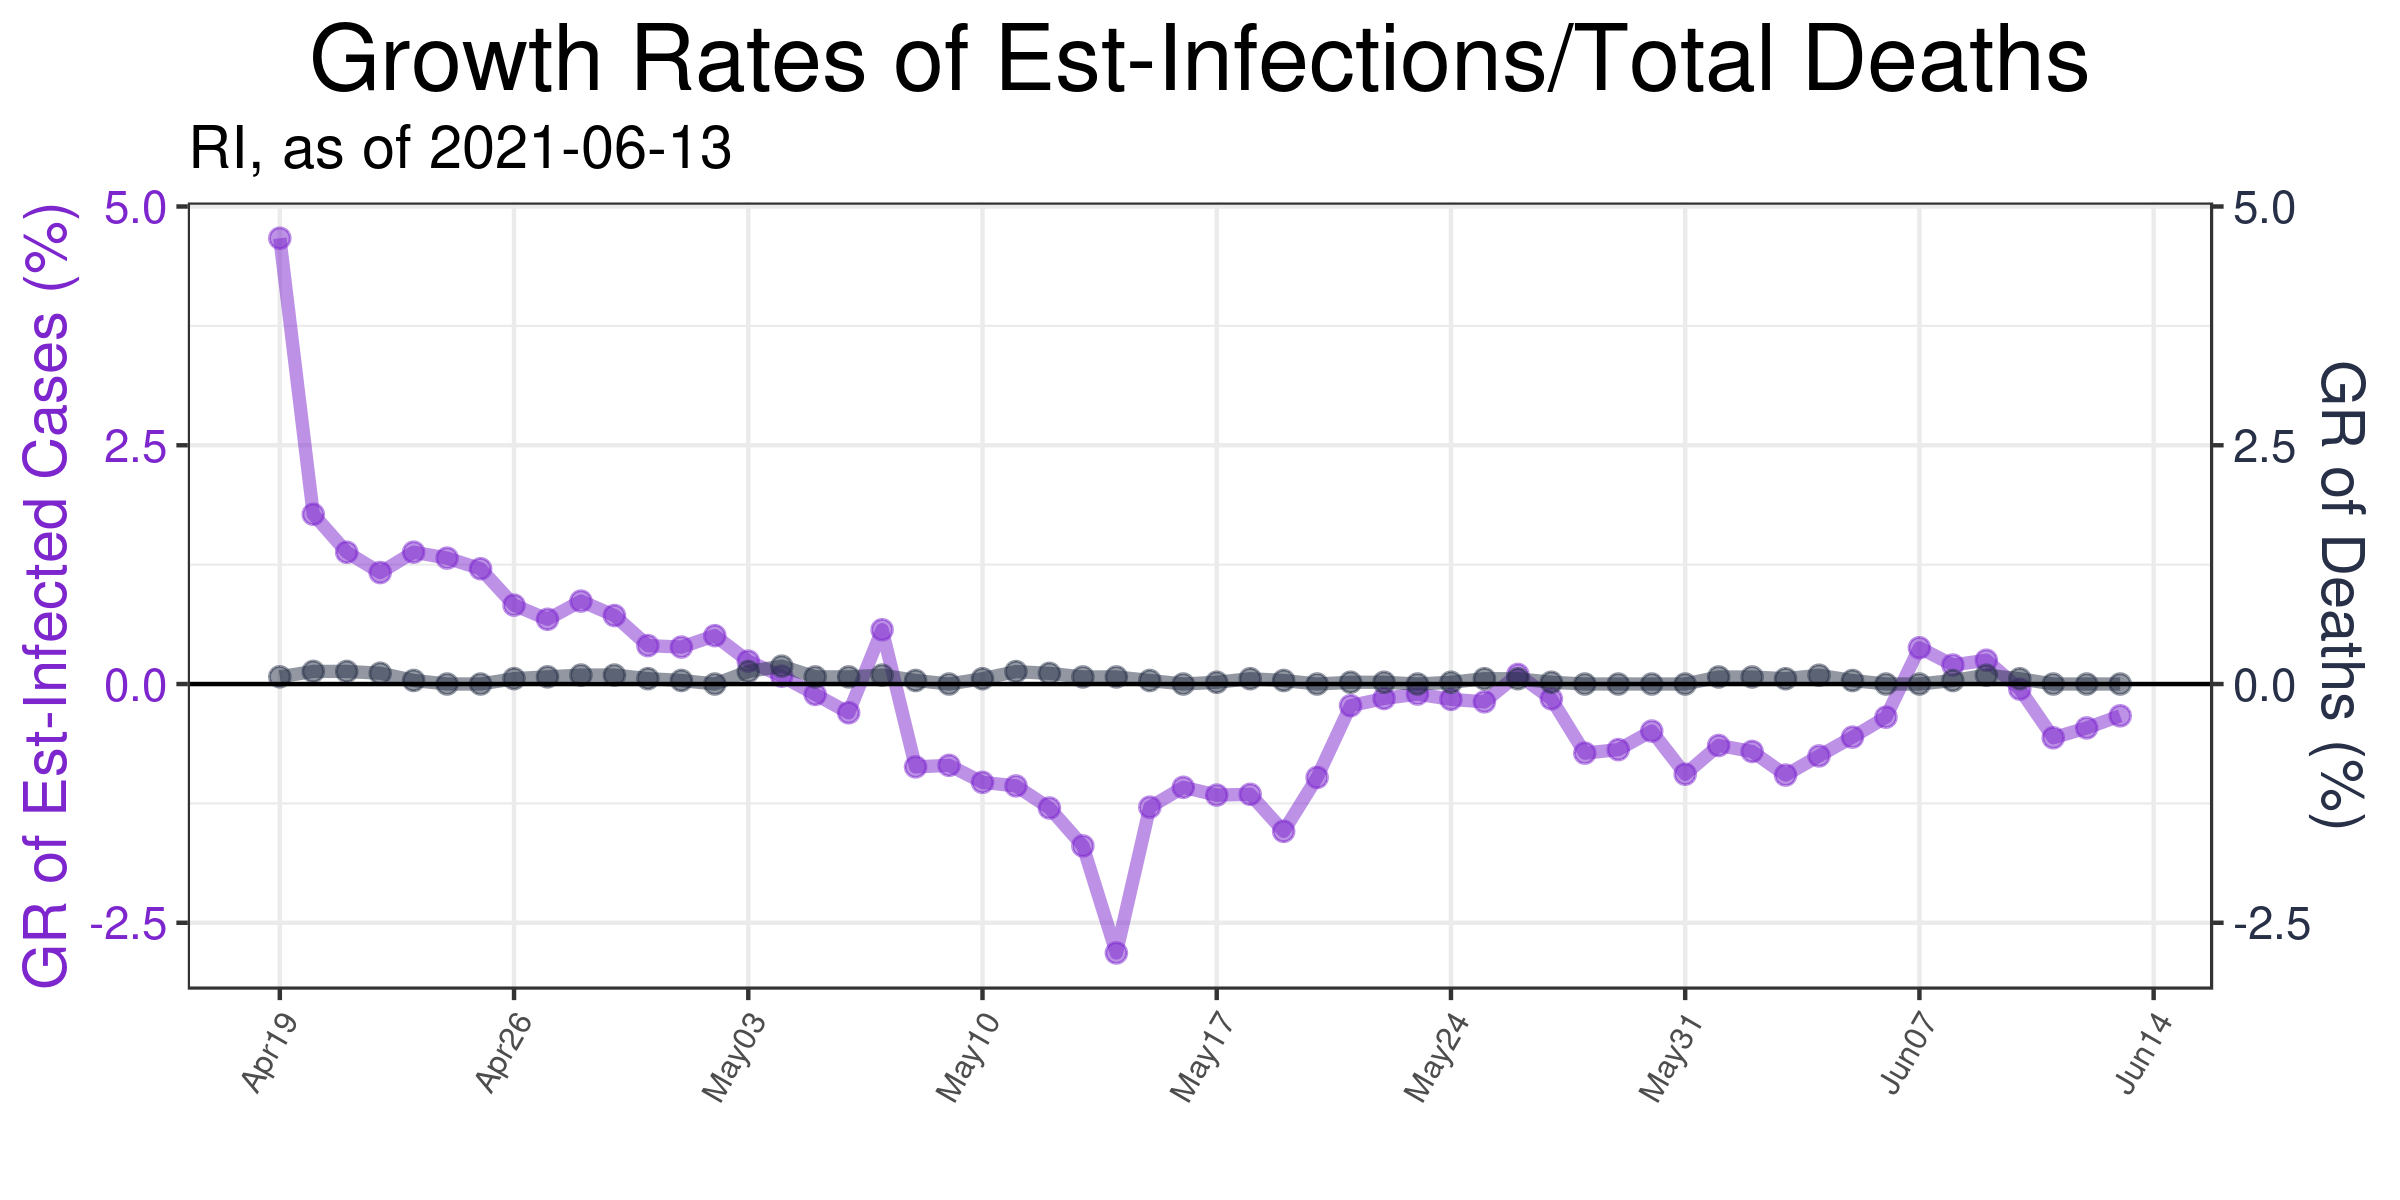 Growth Rates of Est-Infections/Total Deaths
RI, as of 2021-06-13
GR of Est-Infected Cases (%)
5.0
2.5
0.0
-2.5
5.0
2.5
0.0
-2.5
GR of Deaths (%)
Apr19
Apr26
May03
May10
May17
May24
May31
Jun07
Jun14